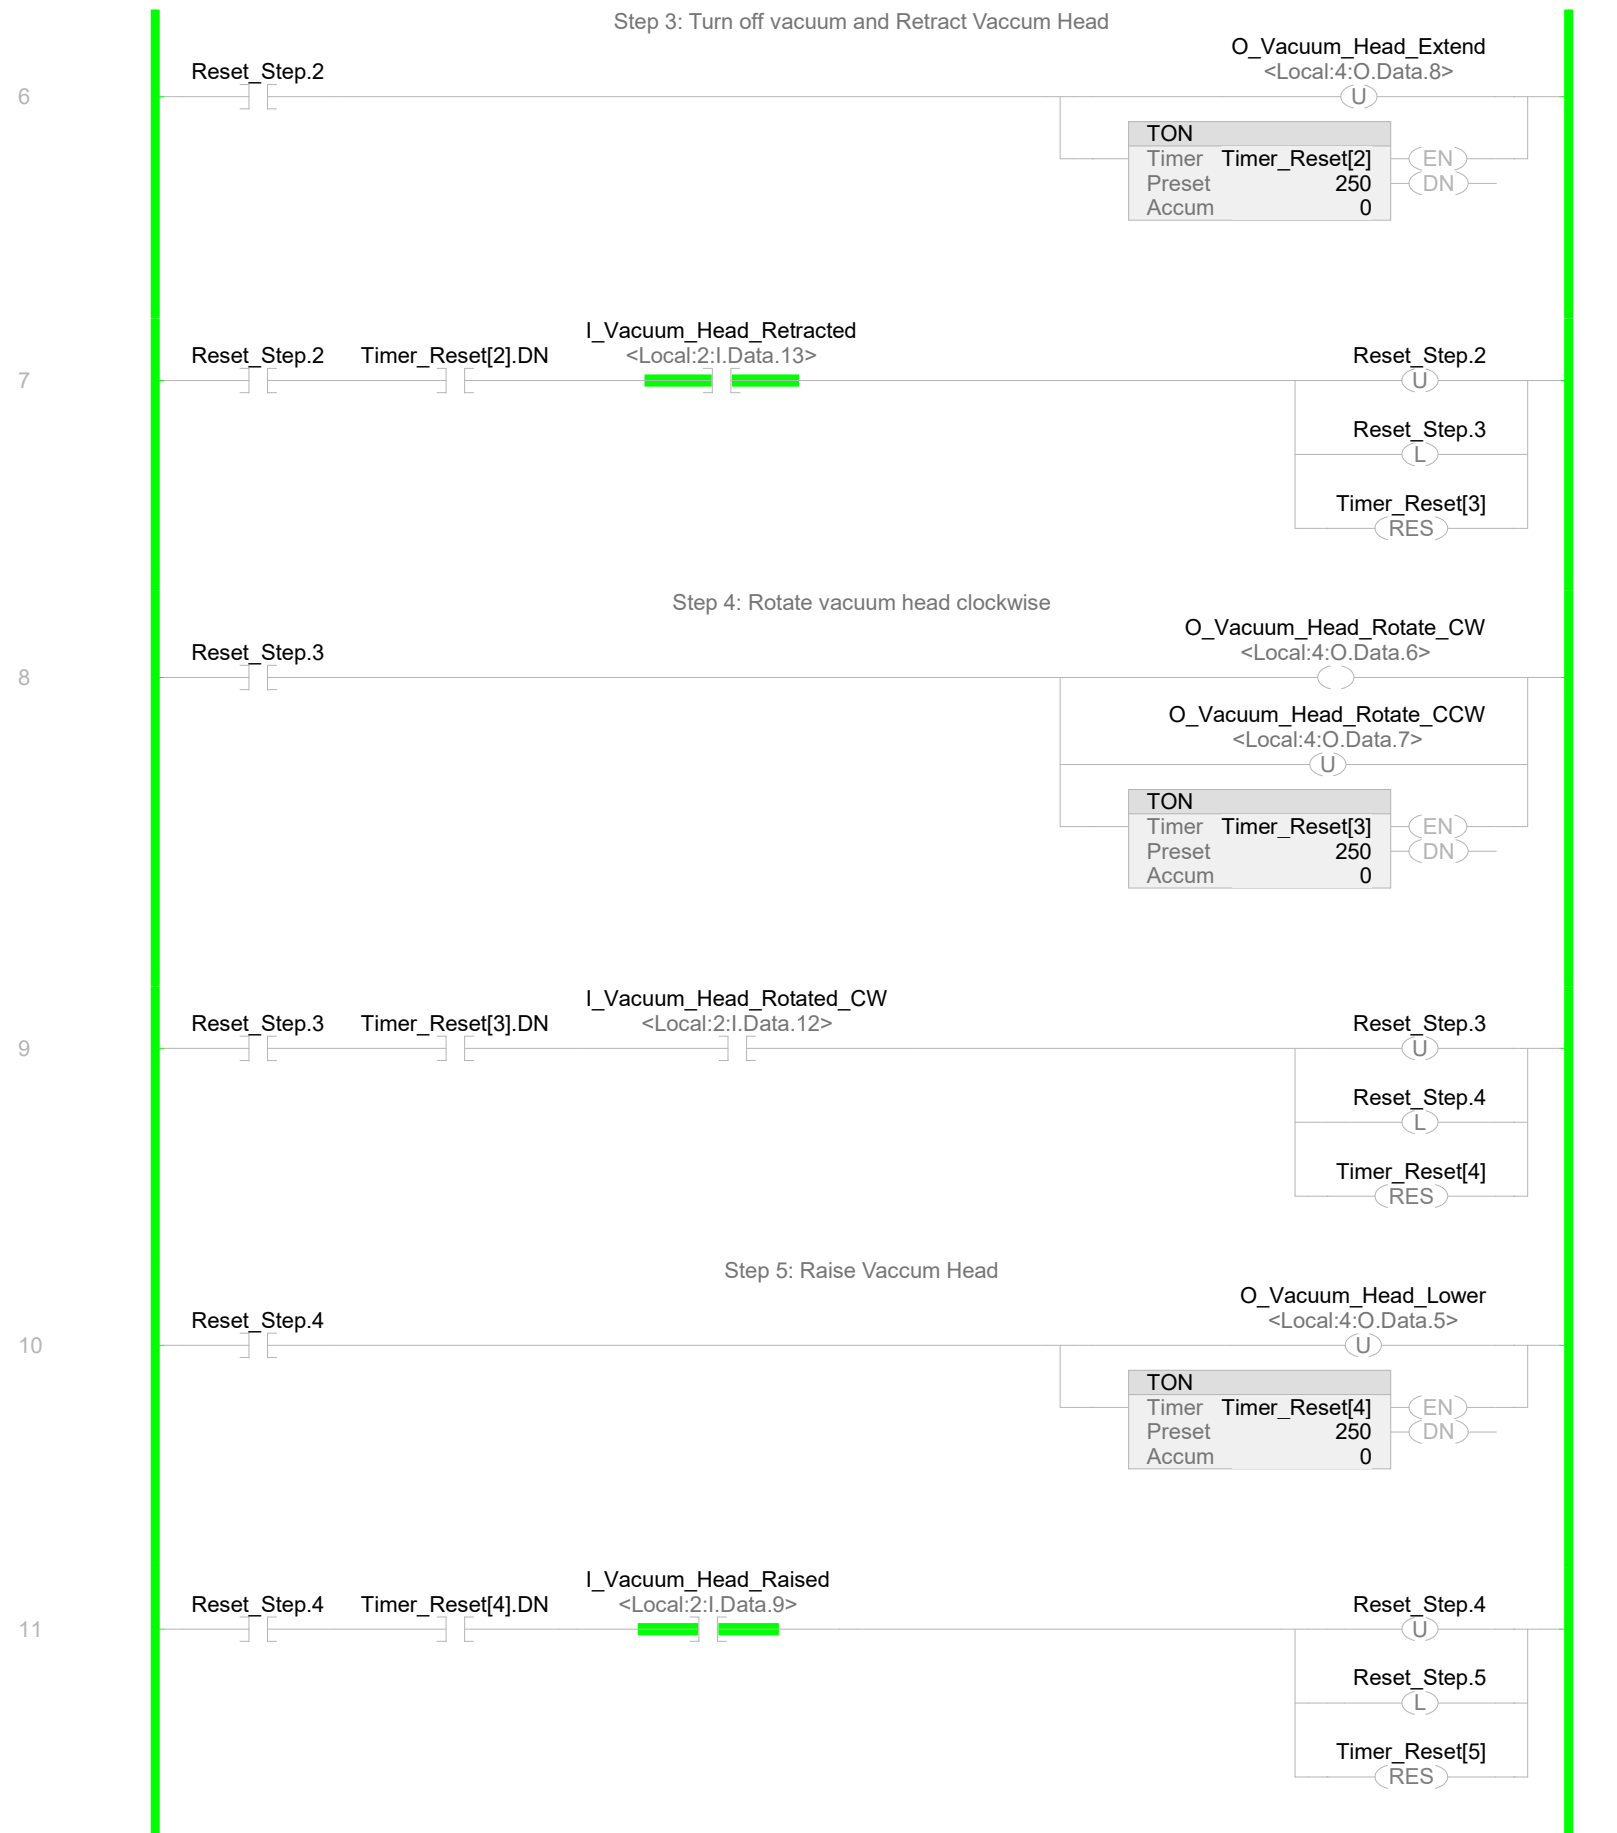 Step 3: Turn off vacuum and Retract Vaccum Head
O_Vacuum_Head_Extend
Reset_Step.2
<Local:4:O.Data.8>
6
U
TON
Timer Timer_Reset[2] EN
Preset 250 DN
Accum 0
I_Vacuum_Head_Retracted
Reset_Step.2 Timer_Reset[2].DN <Local:2:I.Data.13> Reset_Step.2
7
U
Reset_Step.3
L
Timer_Reset[3]
RES
Step 4: Rotate vacuum head clockwise
O_Vacuum_Head_Rotate_CW
Reset_Step.3
<Local:4:O.Data.6>
8
O_Vacuum_Head_Rotate_CCW
<Local:4:O.Data.7>
U
TON
Timer Timer_Reset[3] EN
Preset 250 DN
Accum 0
I_Vacuum_Head_Rotated_CW
Reset_Step.3 Timer_Reset[3].DN <Local:2:I.Data.12> Reset_Step.3
9
U
Reset_Step.4
L
Timer_Reset[4]
RES
Step 5: Raise Vaccum Head
O_Vacuum_Head_Lower
Reset_Step.4
<Local:4:O.Data.5>
10
U
TON
Timer Timer_Reset[4] EN
Preset 250 DN
Accum 0
I_Vacuum_Head_Raised
Reset_Step.4 Timer_Reset[4].DN <Local:2:I.Data.9> Reset_Step.4
11
U
Reset_Step.5
L
Timer_Reset[5]
RES